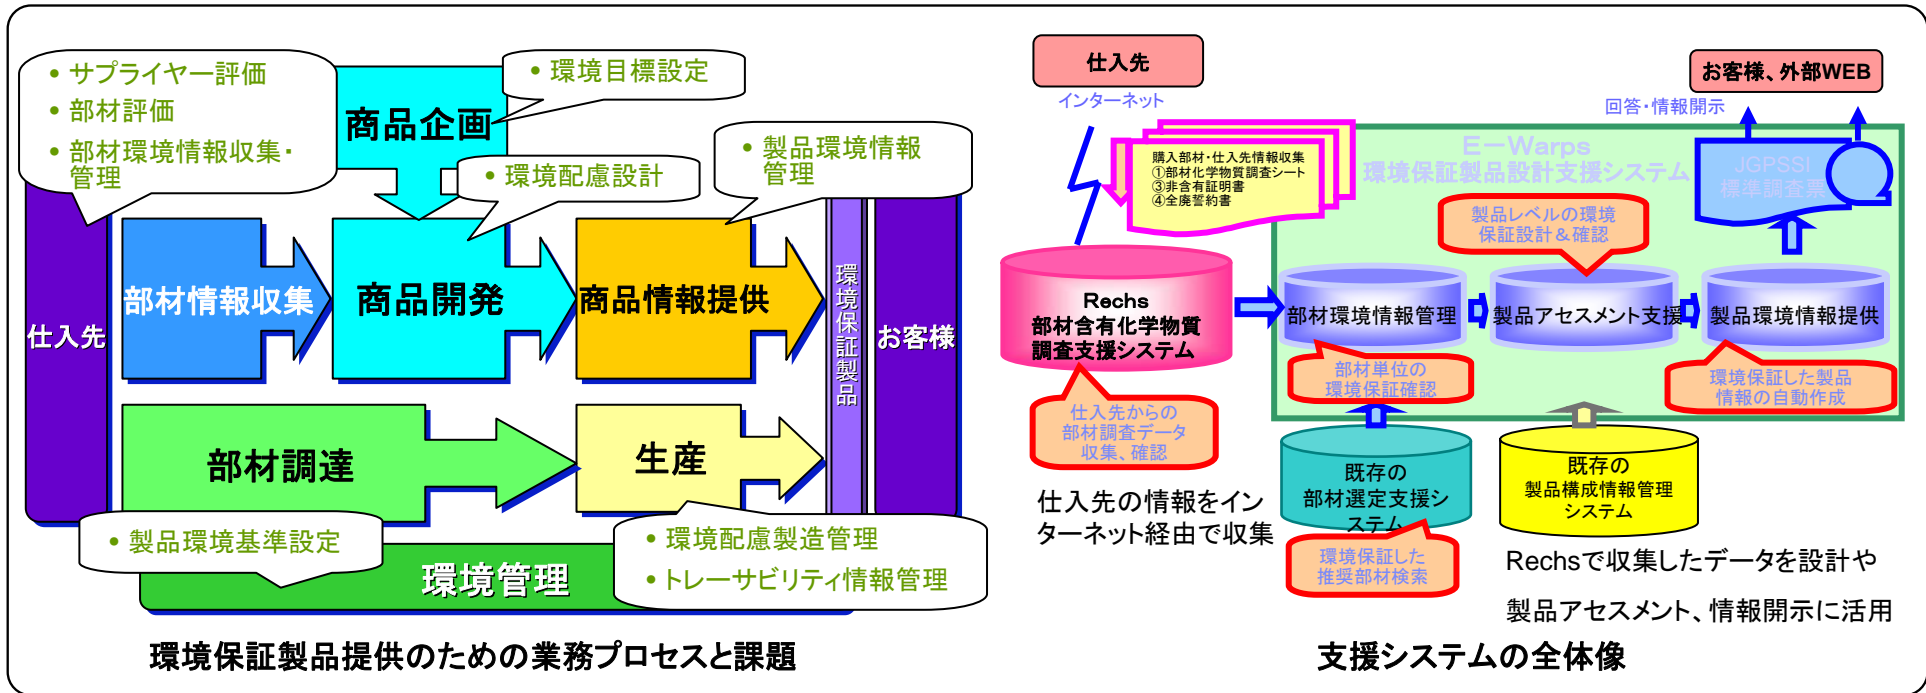 • サプライヤー評価
• 部材評価
• 部材環境情報収集・
管理
商品企画
• 環境目標設定
• 環境配慮設計
• 製品環境情報
管理
仕入先
部材情報収集
商品開発
商品情報提供
環境保証製品
お客様
部材調達
生産
• 製品環境基準設定
環境管理
• 環境配慮製造管理
• トレーサビリティ情報管理
環境保証製品提供のための業務プロセスと課題
仕入先
インターネット
お客様、外部WEB
回答・情報開示
購入部材・仕入先情報収集
①部材化学物質調査シート
③非含有証明書
④全廃誓約書
E－Warps
環境保証製品設計支援システム
JGPSSI
標準調査票
製品レベルの環境
保証設計＆確認
Rechs
部材含有化学物質
調査支援システム
部材環境情報管理
製品アセスメント支援
製品環境情報提供
部材単位の
環境保証確認
環境保証した製品
情報の自動作成
仕入先からの
部材調査データ
収集、確認
既存の
部材選定支援シ
ステム
既存の
製品構成情報管理
システム
仕入先の情報をイン
ターネット経由で収集
環境保証した
推奨部材検索
Rechsで収集したデータを設計や
製品アセスメント、情報開示に活用
支援システムの全体像